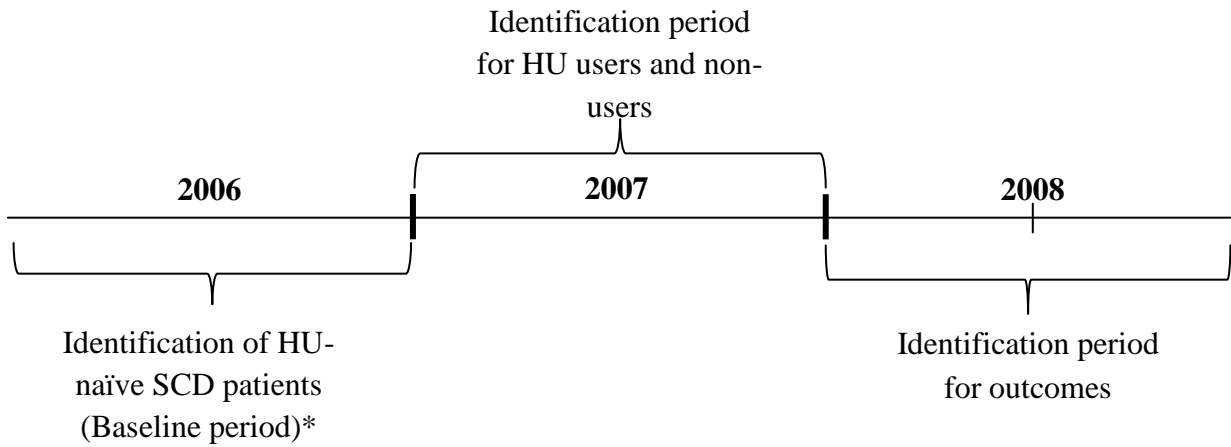 Identification period
for HU users and non-
users
2006
2007
2008
Identification of HU-
naïve SCD patients
(Baseline period)*
Identification period
for outcomes